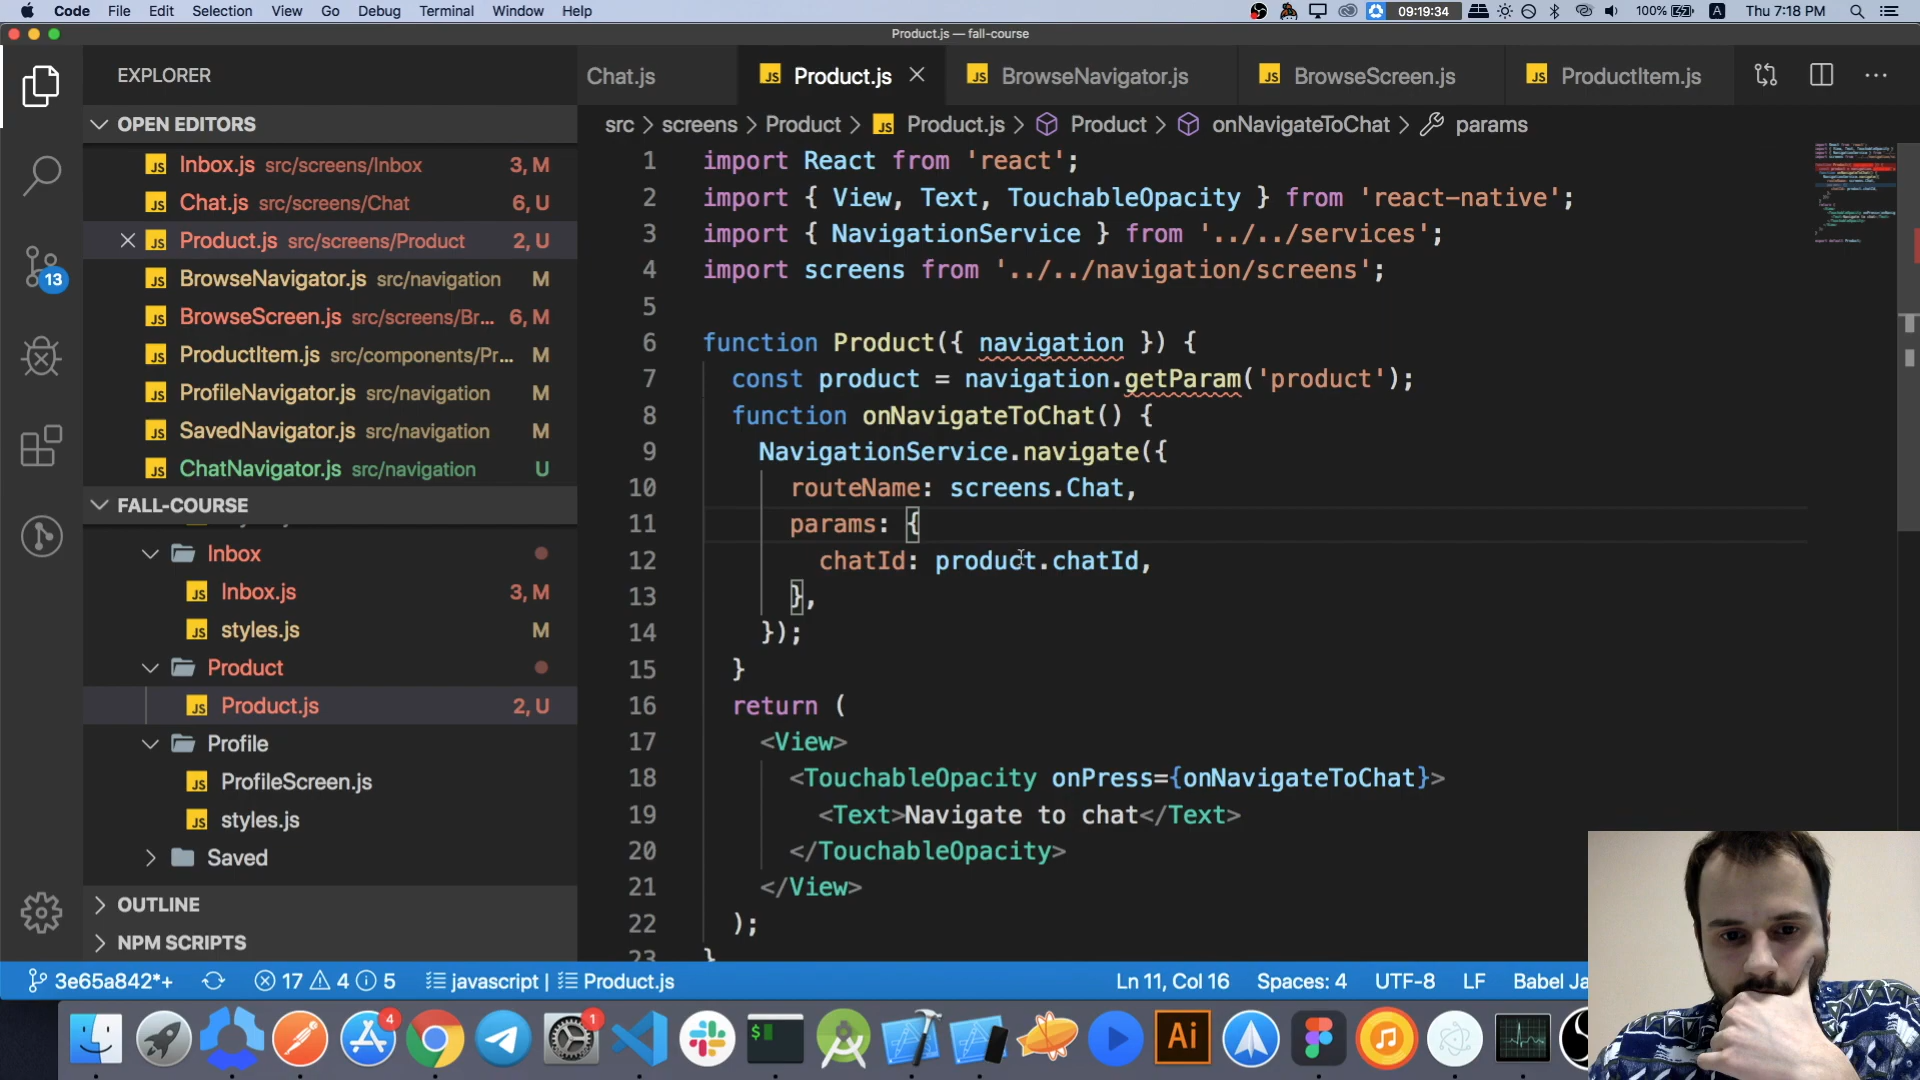 Code File Edit Selection View Go Debug Terminal Window Help 09:19:34 100% A Thu 7:18 PM
Product.js — fall-course
EXPLORER
Chat.js
Product.js
BrowseNavigator.js
BrowseScreen.js
ProductItem.js
OPEN EDITORS
src > screens > Product > Product.js > Product > onNavigateToChat > params
Inbox.js src/screens/Inbox 3, M
Chat.js src/screens/Chat 6, U
Product.js src/screens/Product 2, U
BrowseNavigator.js src/navigation M
BrowseScreen.js src/screens/Br... 6, M
ProductItem.js src/components/Pr... M
ProfileNavigator.js src/navigation M
SavedNavigator.js src/navigation M
ChatNavigator.js src/navigation U
13
FALL-COURSE
Inbox
Inbox.js 3, M
styles.js M
Product
Product.js 2, U
Profile
ProfileScreen.js
styles.js
Saved
OUTLINE
NPM SCRIPTS
1 import React from 'react';
2 import { View, Text, TouchableOpacity } from 'react-native';
3 import { NavigationService } from '../../services';
4 import screens from '../../navigation/screens';
5
6 function Product({ navigation }) {
7 const product = navigation.getParam('product');
8 function onNavigateToChat() {
9 NavigationService.navigate({
10 routeName: screens.Chat,
11 params: {
12 chatId: product.chatId,
13 },
14 });
15 }
16 return (
17 <View>
18 <TouchableOpacity onPress={onNavigateToChat}>
19 <Text>Navigate to chat</Text>
20 </TouchableOpacity>
21 </View>
22 );
23 }
3e65a842*+ 17 4 5 javascript | Product.js Ln 11, Col 16 Spaces: 4 UTF-8 LF Babel Ja
4 1 $ Ai